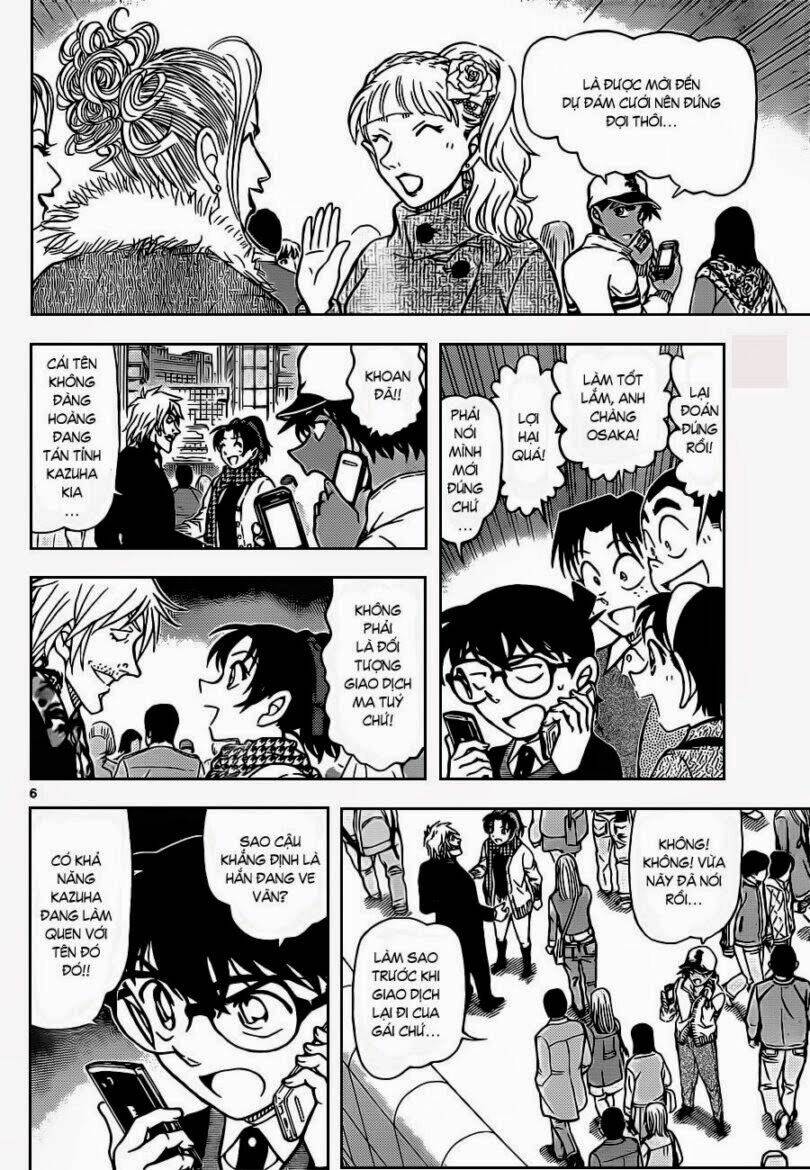 LÀ ĐƯỢC MỜI ĐẾN
DỰ ĐÁM CƯỚI NÊN ĐỨNG
ĐỢI THÔI...
KHOAN
ĐÃ!!
CÁI TÊN
KHÔNG
ĐÀNG
HOÀNG
ĐANG
TÁN TỈNH
KAZUHA
KIA
...
LẠI
ĐOÁN
ĐÚNG
RỒI!
LÀM TỐT
LẮM, ANH
CHÀNG
OSAKA!
LỢI
HẠI
QUÁ!
PHẢI
NÓI
MÌNH
MỚI
ĐÚNG
CHỨ
...
KHÔNG
PHẢI
LÀ ĐỐI
TƯỢNG
GIAO DỊCH
MA TUÝ
CHỨ!
6
SAO CẬU
KHẲNG ĐỊNH LÀ
HẮN ĐANG VE
VÃN?
CÓ KHẢ
NĂNG
KAZUHA
ĐANG LÀM
QUEN VỚI
TÊN ĐÓ
ĐÓ!!
KHÔNG!
KHÔNG! VỪA
NÃY ĐÃ NÓI
RỒI...
LÀM SAO
TRƯỚC KHI
GIAO DỊCH
LẠI ĐI CUA
GÁI CHỨ...